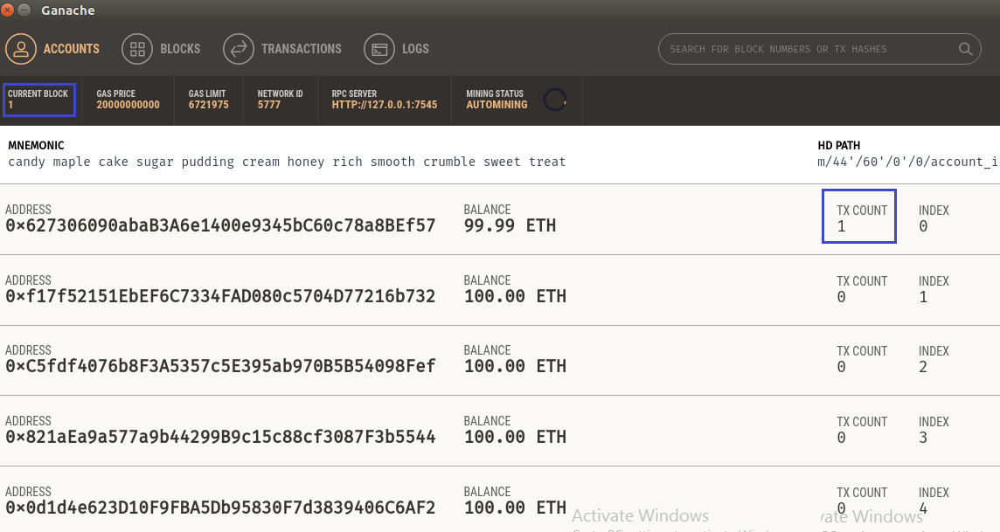 Ganache
ACCOUNTS BLOCKS TRANSACTIONS LOGS SEARCH FOR BLOCK NUMBERS OR TX HASHES
CURRENT BLOCK GAS PRICE GAS LIMIT NETWORK ID RPC SERVER MINING STATUS
1 20000000000 6721975 5777 HTTP://127.0.0.1:7545 AUTOMINING
MNEMONIC HD PATH
candy maple cake sugar pudding cream honey rich smooth crumble sweet treat m/44'/60'/0'/0/account_i
ADDRESS BALANCE TX COUNT INDEX
0x627306090abaB3A6e1400e9345bC60c78a8BEf57 99.99 ETH 1 0
ADDRESS BALANCE TX COUNT INDEX
0xf17f52151EbEF6C7334FAD080c5704D77216b732 100.00 ETH 0 1
ADDRESS BALANCE TX COUNT INDEX
0xC5fdf4076b8F3A5357c5E395ab970B5B54098Fef 100.00 ETH 0 2
ADDRESS BALANCE TX COUNT INDEX
0x821aEa9a577a9b44299B9c15c88cf3087F3b5544 100.00 ETH 0 3
ADDRESS BALANCE TX COUNT INDEX
0x0d1d4e623D10F9FBA5Db95830F7d3839406C6AF2 100.00 ETH 0 4
Activate Windows vate Windows